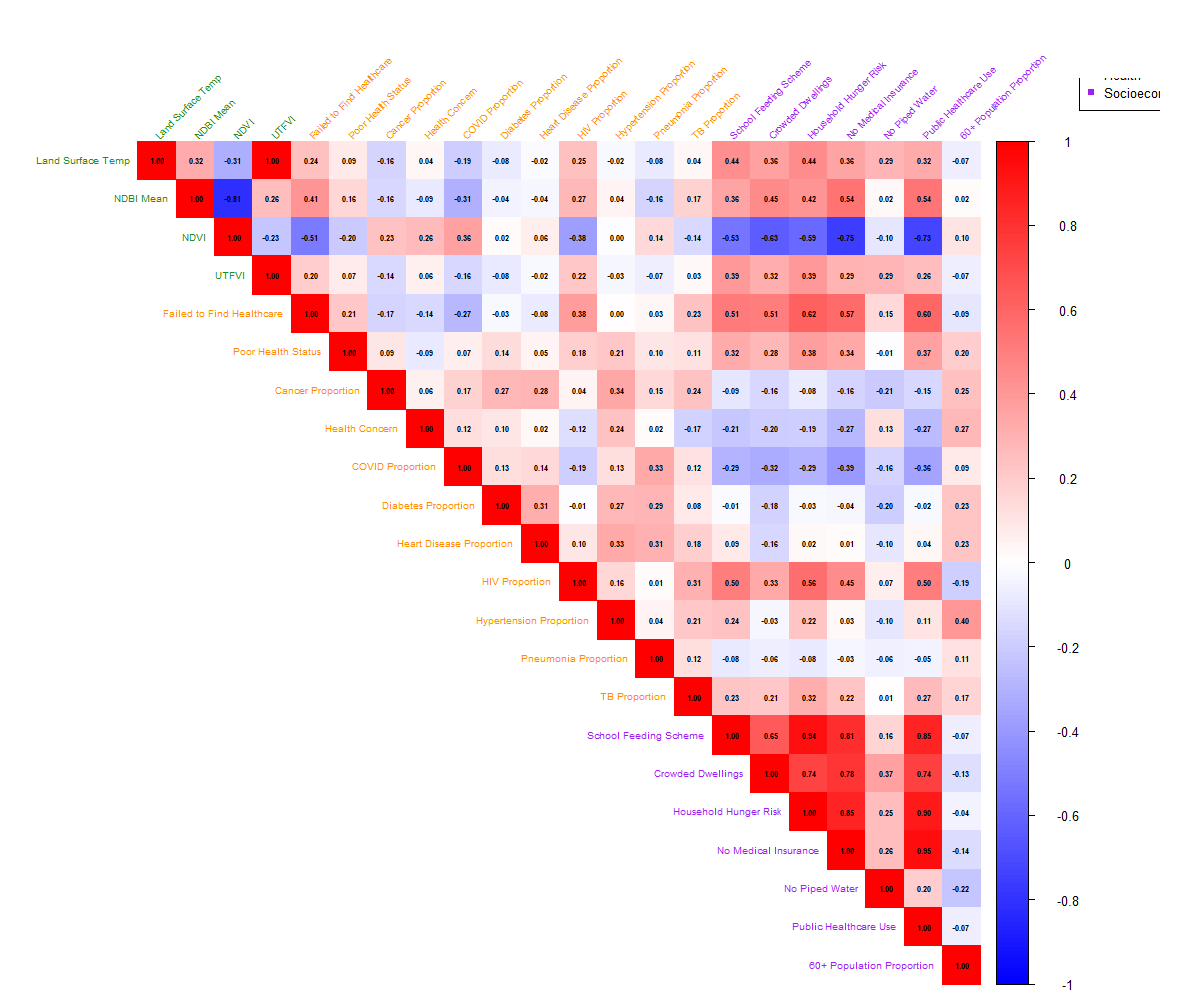 Land Surface Temp
NDBI Mean
NDVI
UTFVI
Failed to Find Healthcare
Poor Health Status
Cancer Proportion
Health Concern
COVID Proportion
Diabetes Proportion
Heart Disease Proportion
HIV Proportion
Hypertension Proportion
Pneumonia Proportion
TB Proportion
School Feeding Scheme
Crowded Dwellings
Household Hunger Risk
No Medical Insurance
No Piped Water
Public Healthcare Use
60+ Population Proportion
Health
Socioecon
Land Surface Temp 1.00 0.32 -0.31 1.00 0.24 0.09 -0.16 0.04 -0.19 -0.08 -0.02 0.25 -0.02 -0.08 0.04 0.44 0.36 0.44 0.36 0.29 0.32 -0.07
NDBI Mean 1.00 -0.81 0.26 0.41 0.16 -0.16 -0.09 -0.31 -0.04 -0.04 0.27 0.04 -0.16 0.17 0.36 0.45 0.42 0.54 0.02 0.54 0.02
NDVI 1.00 -0.23 -0.51 -0.20 0.23 0.26 0.36 0.02 0.06 -0.38 0.00 0.14 -0.14 -0.53 -0.63 -0.59 -0.75 -0.10 -0.73 0.10
UTFVI 1.00 0.20 0.07 -0.14 0.06 -0.16 -0.08 -0.02 0.22 -0.03 -0.07 0.03 0.39 0.32 0.39 0.29 0.29 0.26 -0.07
Failed to Find Healthcare 1.00 0.21 -0.17 -0.14 -0.27 -0.03 -0.08 0.38 0.00 0.03 0.23 0.51 0.51 0.62 0.57 0.15 0.60 -0.09
Poor Health Status 1.00 0.09 -0.09 0.07 0.14 0.05 0.18 0.21 0.10 0.11 0.32 0.28 0.38 0.34 -0.01 0.37 0.20
Cancer Proportion 1.00 0.06 0.17 0.27 0.28 0.04 0.34 0.15 0.24 -0.09 -0.16 -0.08 -0.16 -0.21 -0.15 0.25
Health Concern 1.00 0.12 0.10 0.02 -0.12 0.24 0.02 -0.17 -0.21 -0.20 -0.19 -0.27 0.13 -0.27 0.27
COVID Proportion 1.00 0.13 0.14 -0.19 0.13 0.33 0.12 -0.29 -0.32 -0.29 -0.39 -0.16 -0.36 0.09
Diabetes Proportion 1.00 0.31 -0.01 0.27 0.29 0.08 -0.01 -0.18 -0.03 -0.04 -0.20 -0.02 0.23
Heart Disease Proportion 1.00 0.10 0.33 0.31 0.18 0.09 -0.16 0.02 0.01 -0.10 0.04 0.23
HIV Proportion 1.00 0.16 0.01 0.31 0.50 0.33 0.56 0.45 0.07 0.50 -0.19
Hypertension Proportion 1.00 0.04 0.21 0.24 -0.03 0.22 0.03 -0.10 0.11 0.40
Pneumonia Proportion 1.00 0.12 -0.08 -0.06 -0.08 -0.03 -0.06 -0.05 0.11
TB Proportion 1.00 0.23 0.21 0.32 0.22 0.01 0.27 0.17
School Feeding Scheme 1.00 0.65 0.94 0.81 0.16 0.85 -0.07
Crowded Dwellings 1.00 0.74 0.78 0.37 0.74 -0.13
Household Hunger Risk 1.00 0.85 0.25 0.90 -0.04
No Medical Insurance 1.00 0.26 0.95 -0.14
No Piped Water 1.00 0.20 -0.22
Public Healthcare Use 1.00 -0.07
60+ Population Proportion 1.00
1
0.8
0.6
0.4
0.2
0
-0.2
-0.4
-0.6
-0.8
-1